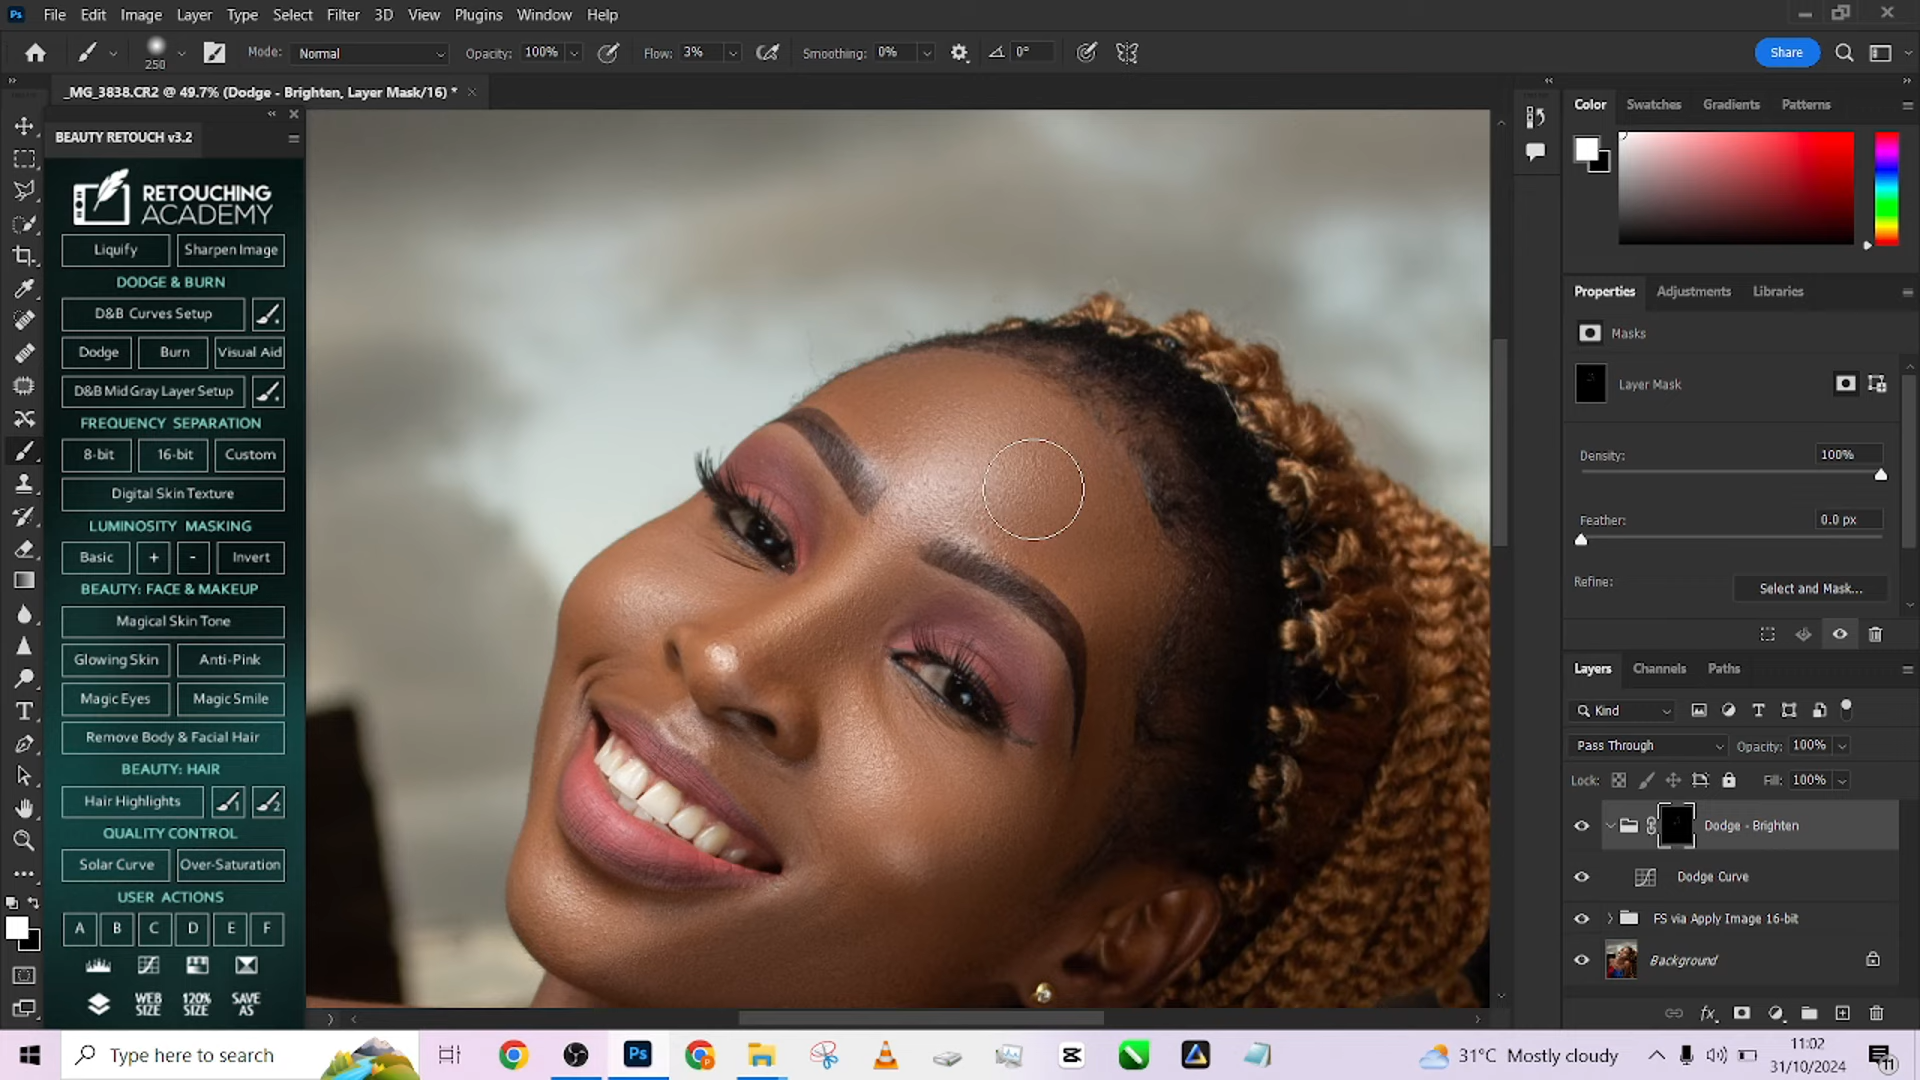 Ps File Edit Image Layer Type Select Filter 3D View Plugins Window Help
250 Mode: Normal Opacity: 100% Flow: 3% Smoothing: 0% 0° Share
_MG_3838.CR2 @ 49.7% (Dodge - Brighten, Layer Mask/16) *
BEAUTY RETOUCH v3.2
RETOUCHING
ACADEMY
Liquify Sharpen Image
DODGE & BURN
D&B Curves Setup
Dodge Burn Visual Aid
D&B Mid Gray Layer Setup
FREQUENCY SEPARATION
8-bit 16-bit Custom
Digital Skin Texture
LUMINOSITY MASKING
Basic + - Invert
BEAUTY: FACE & MAKEUP
Magical Skin Tone
Glowing Skin Anti-Pink
Magic Eyes Magic Smile
Remove Body & Facial Hair
BEAUTY: HAIR
Hair Highlights 1 2
QUALITY CONTROL
Solar Curve Over-Saturation
USER ACTIONS
A B C D E F
WEB SIZE 120% SIZE SAVE AS
Color Swatches Gradients Patterns
Properties Adjustments Libraries
Masks
Layer Mask
Density: 100%
Feather: 0.0 px
Refine: Select and Mask...
Layers Channels Paths
Kind
Pass Through Opacity: 100%
Lock: Fill: 100%
Dodge - Brighten
Dodge Curve
FS via Apply Image 16-bit
Background
fx
Type here to search Ps 31°C Mostly cloudy 11:02
31/10/2024 11